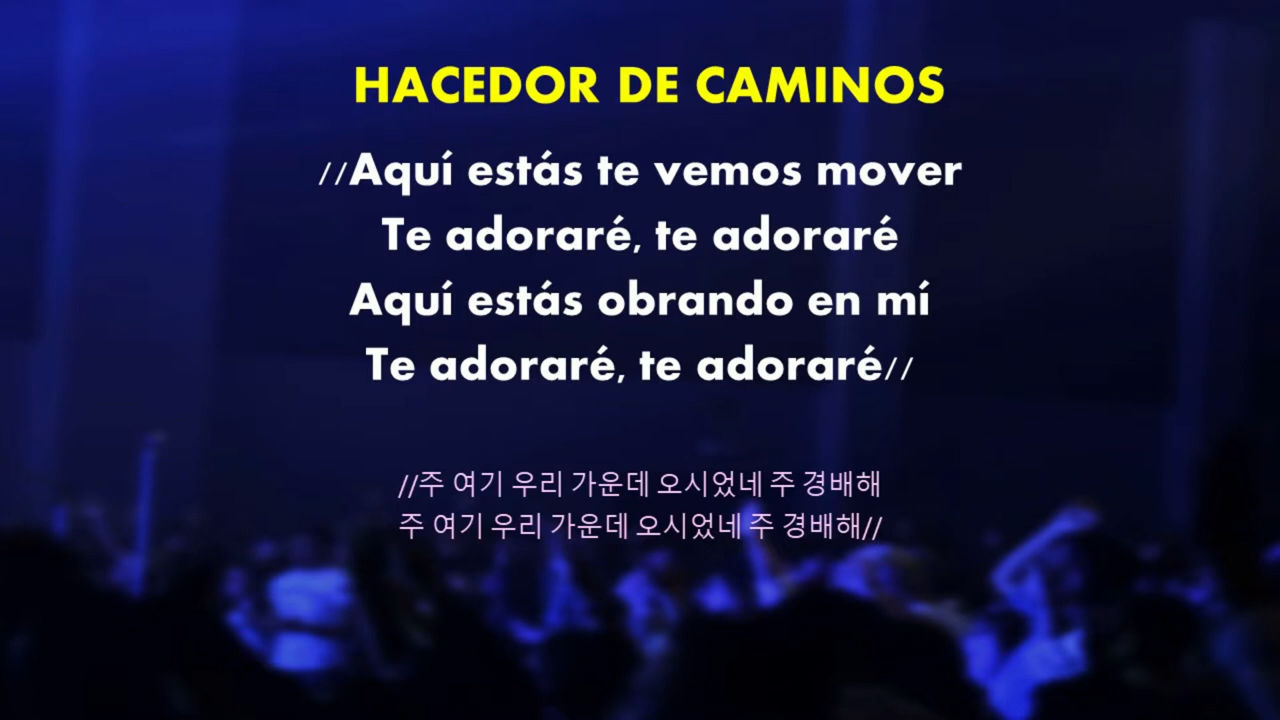 HACEDOR DE CAMINOS
//Aquí estás te vemos mover
Te adoraré, te adoraré
Aquí estás obrando en mí
Te adoraré, te adoraré//
//주 여기 우리 가운데 오시었네 주 경배해
주 여기 우리 가운데 오시었네 주 경배해//